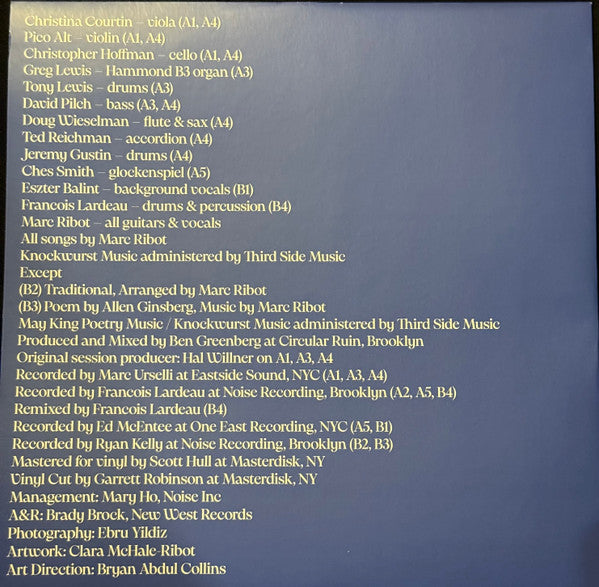 Christina Courtin – viola (A1, A4)
Pico Alt – violin (A1, A4)
Christopher Hoffman – cello (A1, A4)
Greg Lewis – Hammond B3 organ (A3)
Tony Lewis – drums (A3)
David Pilch – bass (A3, A4)
Doug Wieselman – flute & sax (A4)
Ted Reichman – accordion (A4)
Jeremy Gustin – drums (A4)
Ches Smith – glockenspiel (A5)
Eszter Balint – background vocals (B1)
Francois Lardeau – drums & percussion (B4)
Marc Ribot – all guitars & vocals
All songs by Marc Ribot
Knockwurst Music administered by Third Side Music
Except
(B2) Traditional, Arranged by Marc Ribot
(B3) Poem by Allen Ginsberg, Music by Marc Ribot
May King Poetry Music / Knockwurst Music administered by Third Side Music
Produced and Mixed by Ben Greenberg at Circular Ruin, Brooklyn
Original session producer: Hal Willner on A1, A3, A4
Recorded by Marc Urselli at Eastside Sound, NYC (A1, A3, A4)
Recorded by Francois Lardeau at Noise Recording, Brooklyn (A2, A5, B4)
Remixed by Francois Lardeau (B4)
Recorded by Ed McEntee at One East Recording, NYC (A5, B1)
Recorded by Ryan Kelly at Noise Recording, Brooklyn (B2, B3)
Mastered for vinyl by Scott Hull at Masterdisk, NY
Vinyl Cut by Garrett Robinson at Masterdisk, NY
Management: Mary Ho, Noise Inc
A&R: Brady Brock, New West Records
Photography: Ebru Yildiz
Artwork: Clara McHale-Ribot
Art Direction: Bryan Abdul Collins